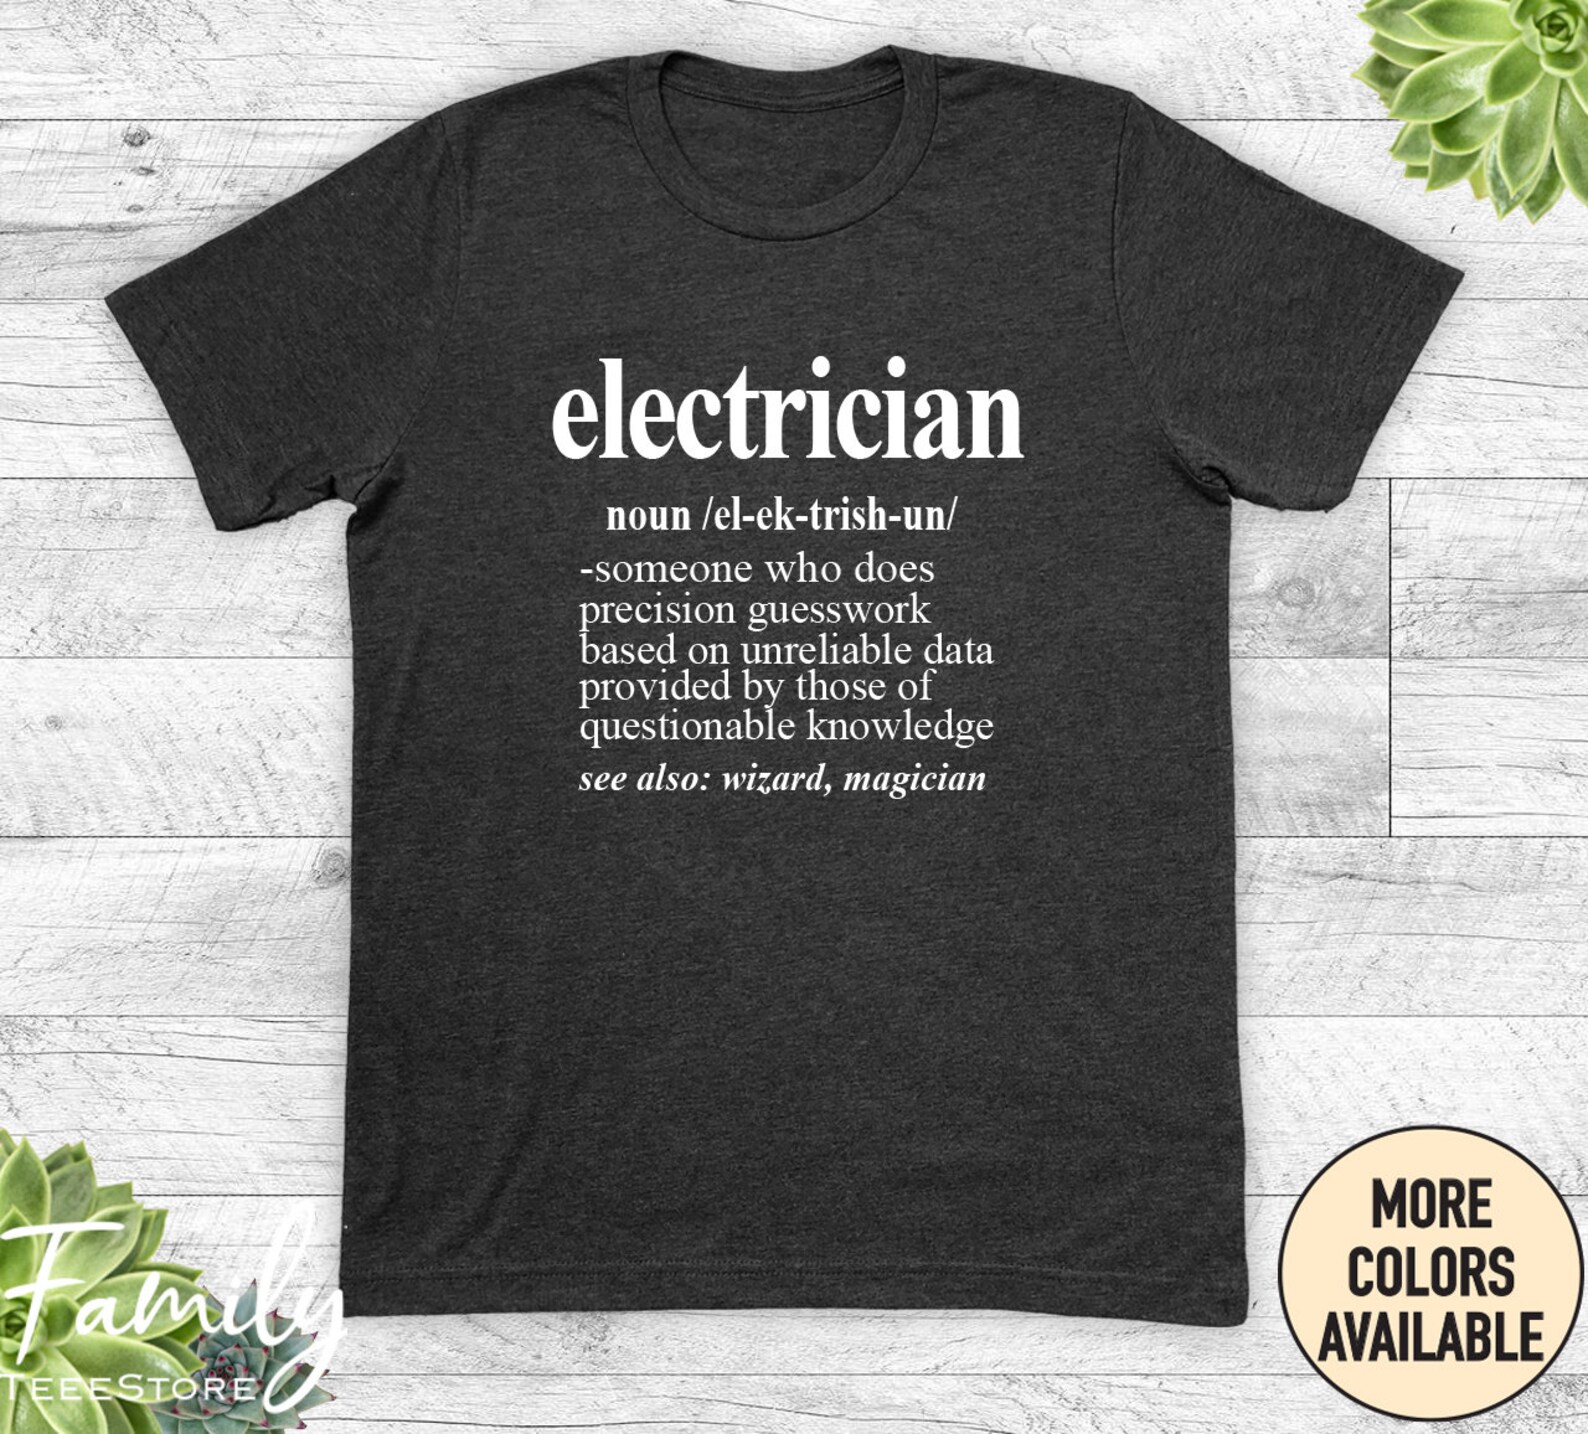 electrician
noun /el-ek-trish-un/
-someone who does
precision guesswork
based on unreliable data
provided by those of
questionable knowledge
see also: wizard, magician
MORE
COLORS
AVAILABLE
Family
TEEESTORE